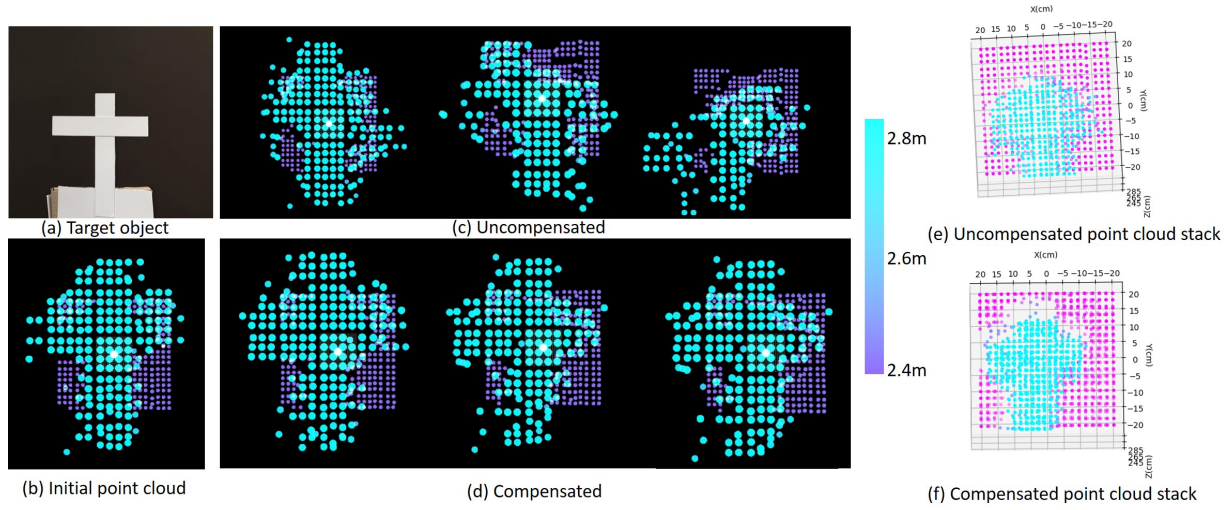 (a) Target object
(b) Initial point cloud
(c) Uncompensated
(d) Compensated
2.8m
2.6m
2.4m
X(cm)
20 15 10 5 0 −5 −10 −15 −20
20
15
10
5
0
−5
−10
−15
−20
Y(cm)
285
265
245
Z(cm)
(e) Uncompensated point cloud stack
X(cm)
20 15 10 5 0 −5 −10 −15 −20
20
15
10
5
0
−5
−10
−15
−20
Y(cm)
285
265
245
Z(cm)
(f) Compensated point cloud stack